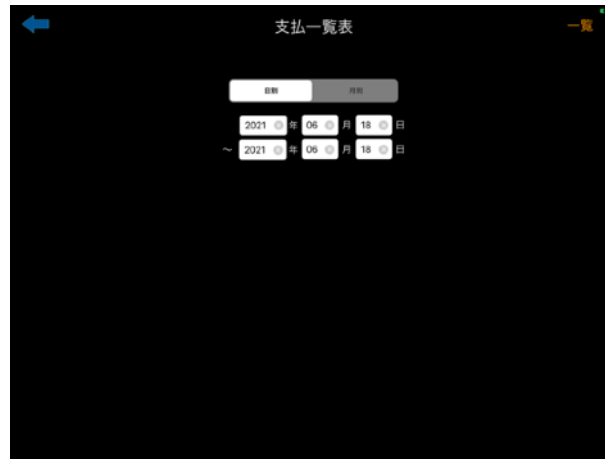 支払一覧表
一覧
日別
月別
2021 年 06 月 18 日
～ 2021 年 06 月 18 日